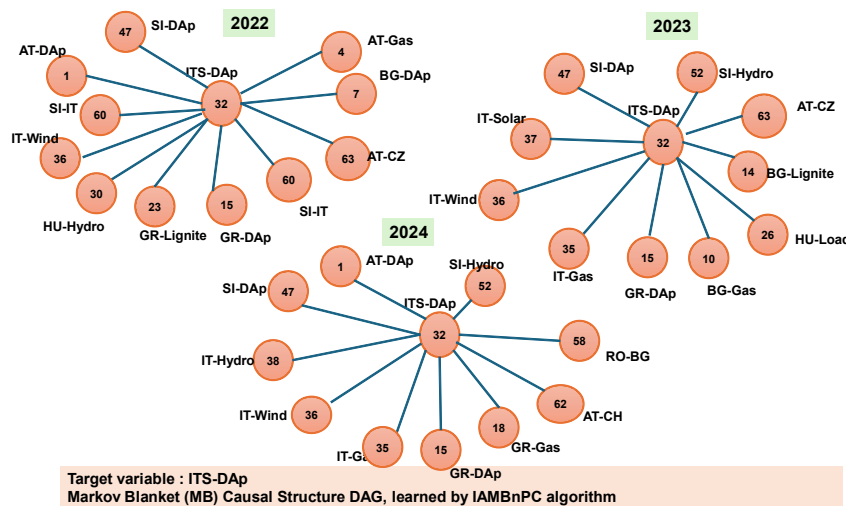 2022
SI-DAp
47
AT-DAp
1
ITS-DAp
32
4
AT-Gas
BG-DAp
7
SI-IT
60
IT-Wind
36
63
AT-CZ
30
HU-Hydro
23
GR-Lignite
15
GR-DAp
60
SI-IT
2023
47
SI-DAp
52
SI-Hydro
ITS-DAp
32
AT-CZ
63
IT-Solar
37
14
BG-Lignite
IT-Wind
36
26
HU-Load
35
IT-Gas
15
GR-DAp
10
BG-Gas
2024
1
AT-DAp
SI-Hydro
52
SI-DAp
47
ITS-DAp
32
58
RO-BG
IT-Hydro
38
62
AT-CH
IT-Wind
36
18
GR-Gas
35
15
GR-DAp
Target variable : ITS-DAp
Markov Blanket (MB) Causal Structure DAG, learned by IAMBnPC algorithm